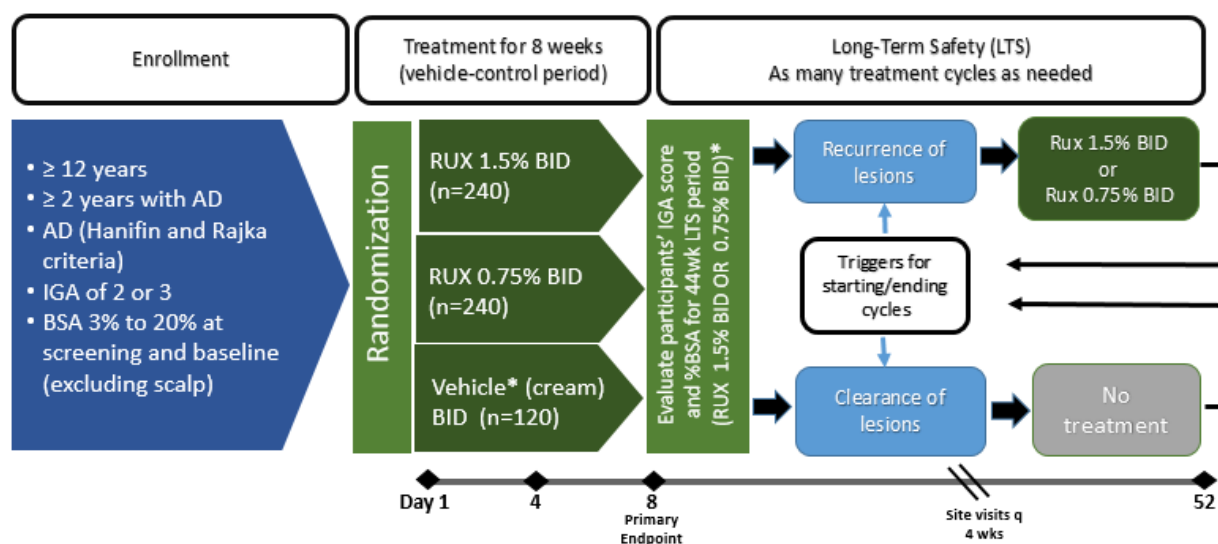 Enrollment
Treatment for 8 weeks
(vehicle-control period)
Long-Term Safety (LTS)
As many treatment cycles as needed
• ≥ 12 years
• ≥ 2 years with AD
• AD (Hanifin and Rajka
criteria)
• IGA of 2 or 3
• BSA 3% to 20% at
screening and baseline
(excluding scalp)
Randomization
RUX 1.5% BID
(n=240)
RUX 0.75% BID
(n=240)
Vehicle* (cream)
BID (n=120)
Evaluate participants' IGA score
and %BSA for 44wk LTS period
(RUX 1.5% BID OR 0.75% BID)*
Recurrence of
lesions
Rux 1.5% BID
or
Rux 0.75% BID
Triggers for
starting/ending
cycles
Clearance of
lesions
No
treatment
Day 1
4
8
52
Primary
Endpoint
Site visits q
4 wks